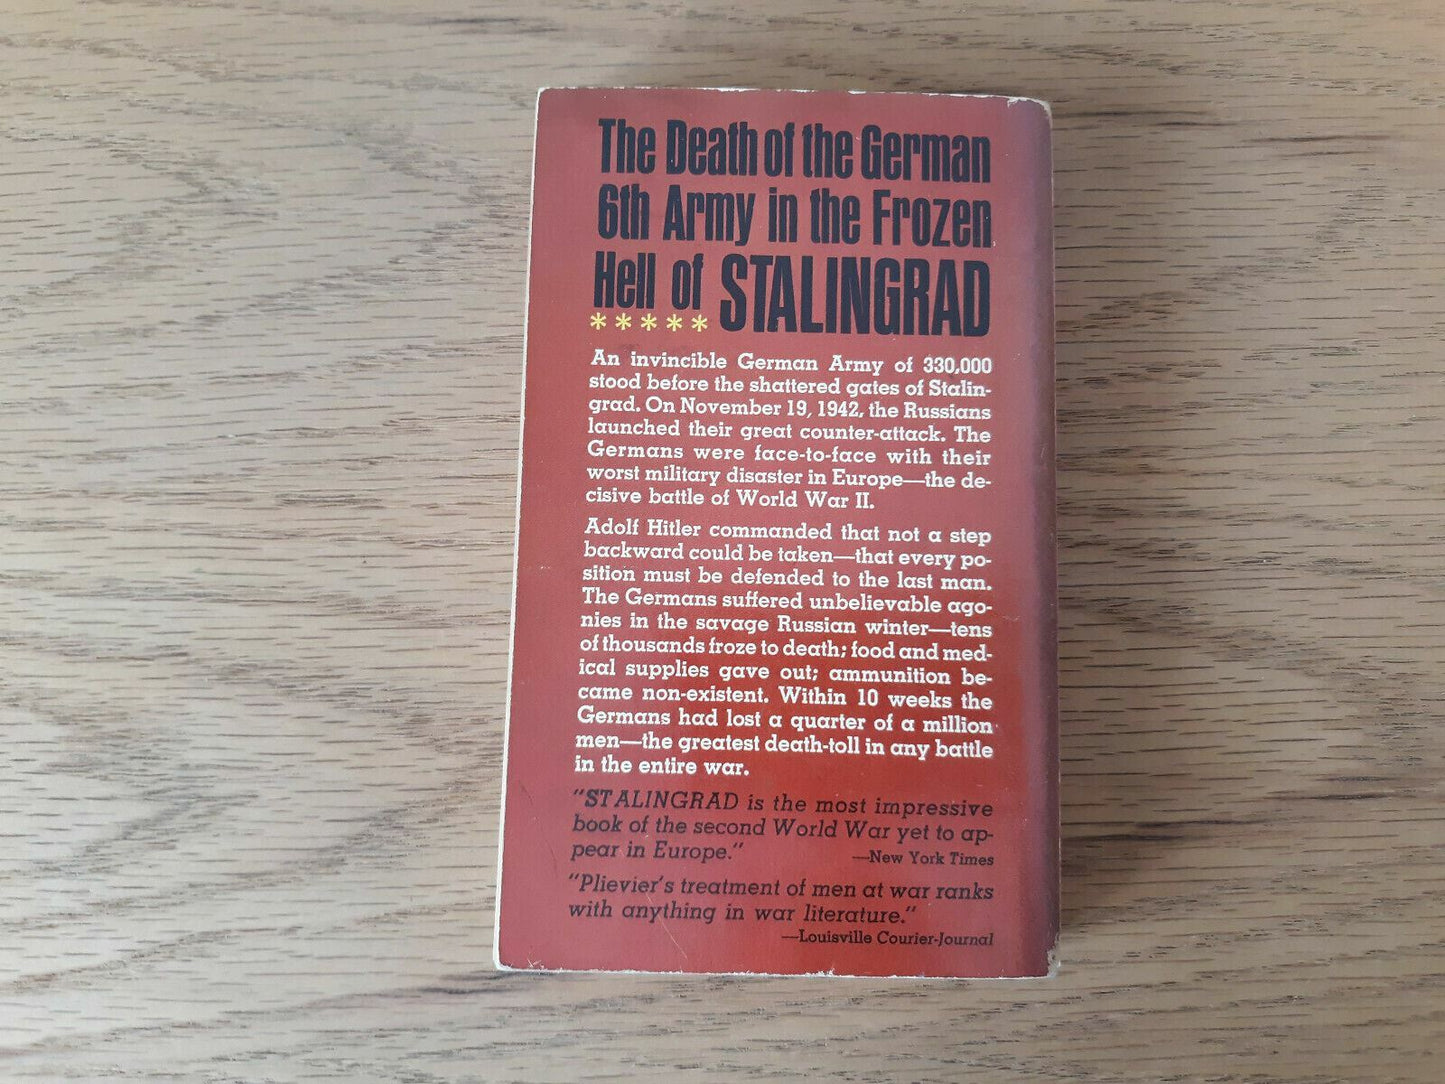 The Death of the German
6th Army in the Frozen
Hell of STALINGRAD
*****
An invincible German Army of 330,000
stood before the shattered gates of Stalin-
grad. On November 19, 1942, the Russians
launched their great counter-attack. The
Germans were face-to-face with their
worst military disaster in Europe—the de-
cisive battle of World War II.
Adolf Hitler commanded that not a step
backward could be taken—that every po-
sition must be defended to the last man.
The Germans suffered unbelievable ago-
nies in the savage Russian winter—tens
of thousands froze to death; food and med-
ical supplies gave out; ammunition be-
came non-existent. Within 10 weeks the
Germans had lost a quarter of a million
men—the greatest death-toll in any battle
in the entire war.
"STALINGRAD is the most impressive
book of the second World War yet to ap-
pear in Europe."
—New York Times
"Plievier's treatment of men at war ranks
with anything in war literature."
—Louisville Courier-Journal